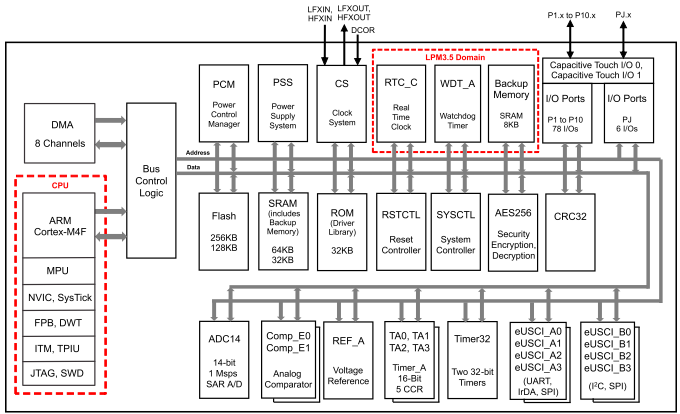 LFXIN,
HFXIN
LFXOUT,
HFXOUT
DCOR
P1.x to P10.x
PJ.x
LPM3.5 Domain
PCM
Power
Control
Manager
PSS
Power
Supply
System
CS
Clock
System
RTC_C
Real
Time
Clock
WDT_A
Watchdog
Timer
Backup
Memory
SRAM
8KB
Capacitive Touch I/O 0,
Capacitive Touch I/O 1
I/O Ports
P1 to P10
78 I/Os
I/O Ports
PJ
6 I/Os
DMA
8 Channels
Bus
Control
Logic
Address
Data
CPU
ARM
Cortex-M4F
MPU
NVIC, SysTick
FPB, DWT
ITM, TPIU
JTAG, SWD
Flash
256KB
128KB
SRAM
(includes
Backup
Memory)
64KB
32KB
ROM
(Driver
Library)
32KB
RSTCTL
Reset
Controller
SYSCTL
System
Controller
AES256
Security
Encryption,
Decryption
CRC32
ADC14
14-bit
1 Msps
SAR A/D
Comp_E0
Comp_E1
Analog
Comparator
REF_A
Voltage
Reference
TA0, TA1
TA2, TA3
Timer_A
16-Bit
5 CCR
Timer32
Two 32-bit
Timers
eUSCI_A0
eUSCI_A1
eUSCI_A2
eUSCI_A3
(UART,
IrDA, SPI)
eUSCI_B0
eUSCI_B1
eUSCI_B2
eUSCI_B3
(I²C, SPI)